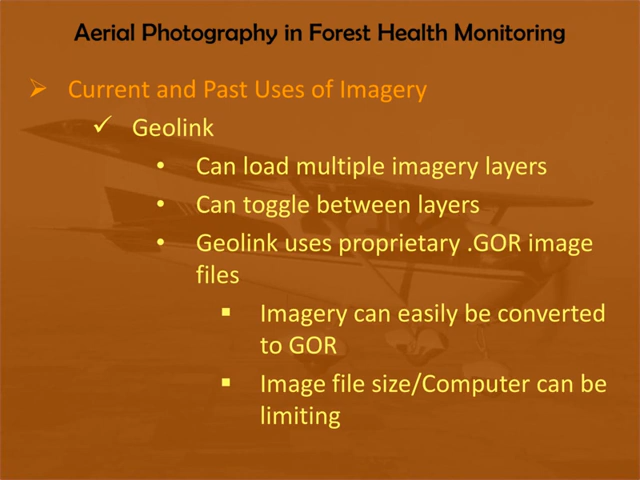 Aerial Photography in Forest Health Monitoring
➢ Current and Past Uses of Imagery
✓ Geolink
• Can load multiple imagery layers
• Can toggle between layers
• Geolink uses proprietary .GOR image
files
▪ Imagery can easily be converted
to GOR
▪ Image file size/Computer can be
limiting